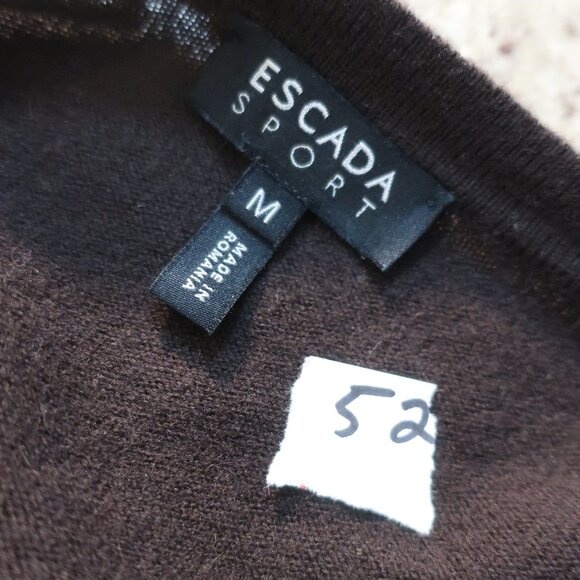 ESCADA
SPORT
M
MADE IN
ROMANIA
52